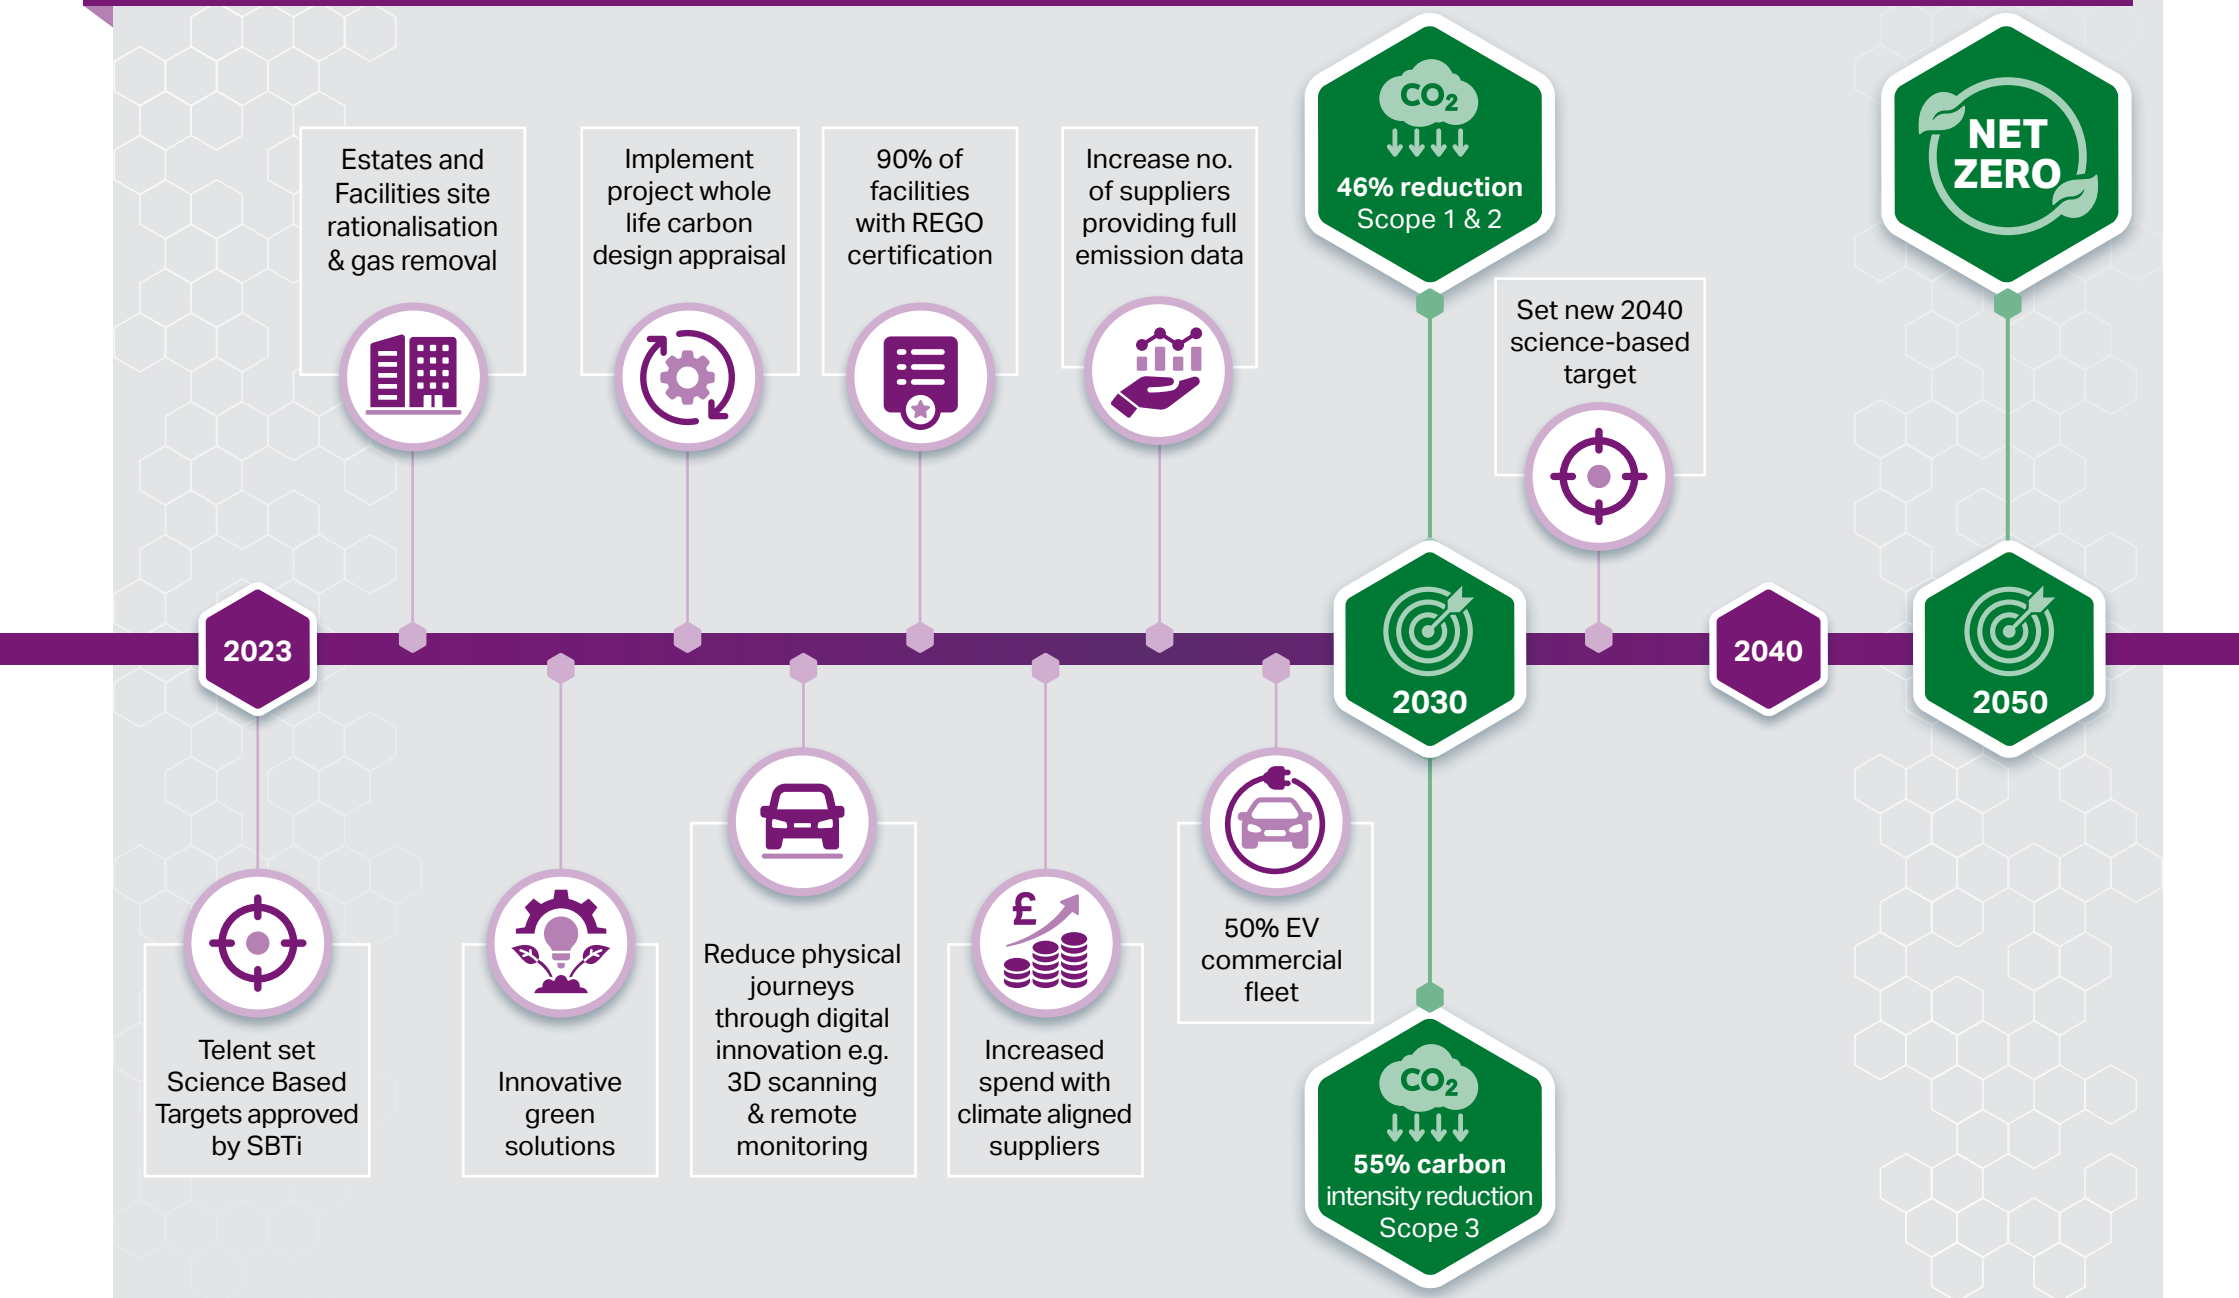 CO₂
46% reduction
Scope 1 & 2
NET
ZERO
Estates and
Facilities site
rationalisation
& gas removal
Implement
project whole
life carbon
design appraisal
90% of
facilities
with REGO
certification
Increase no.
of suppliers
providing full
emission data
Set new 2040
science-based
target
2023
2030
2040
2050
Telent set
Science Based
Targets approved
by SBTi
Innovative
green
solutions
Reduce physical
journeys
through digital
innovation e.g.
3D scanning
& remote
monitoring
£
Increased
spend with
climate aligned
suppliers
50% EV
commercial
fleet
CO₂
55% carbon
intensity reduction
Scope 3